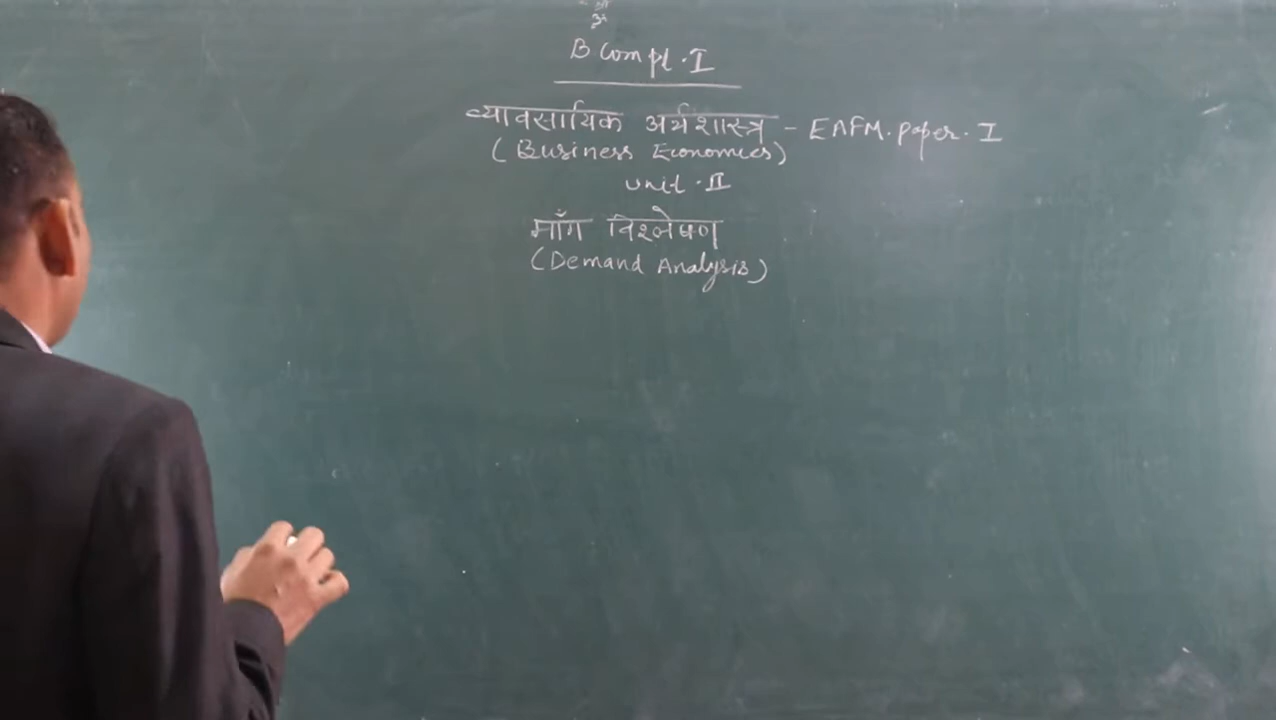 B Com pt. I
व्यावसायिक अर्थशास्त्र - EAFM. Paper. I
(Business Economics)
Unit. II
माँग विश्लेषण
(Demand Analysis)